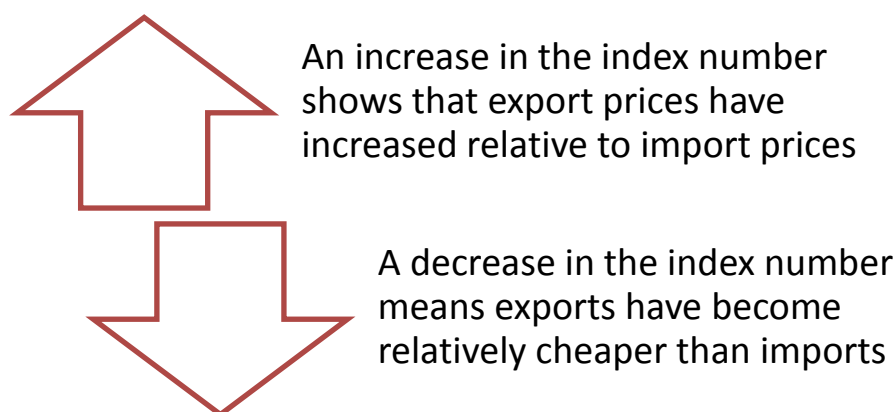 An increase in the index number
shows that export prices have
increased relative to import prices
A decrease in the index number
means exports have become
relatively cheaper than imports